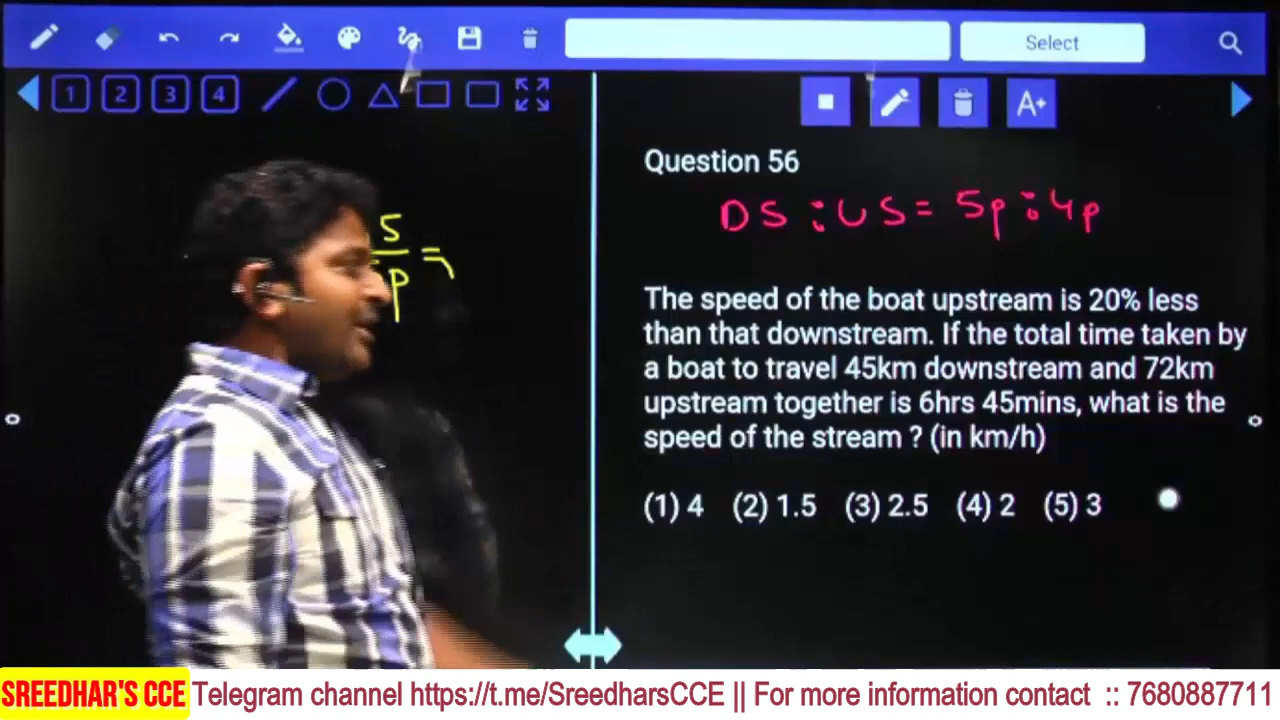 Select
1 2 3 4
A+
Question 56
DS : US = 5p : 4p
5
p =
The speed of the boat upstream is 20% less
than that downstream. If the total time taken by
a boat to travel 45km downstream and 72km
upstream together is 6hrs 45mins, what is the
speed of the stream ? (in km/h)
(1) 4 (2) 1.5 (3) 2.5 (4) 2 (5) 3
SREEDHAR'S CCE Telegram channel https://t.me/SreedharsCCE || For more information contact :: 7680887711